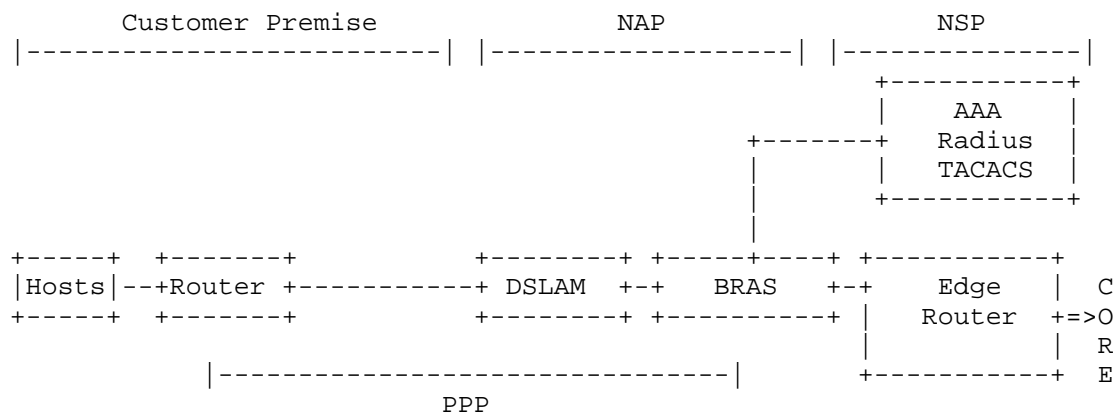 Customer Premise NAP NSP
AAA
Radius
TACACS
Hosts Router DSLAM BRAS Edge C
Router =>O
R
E
PPP